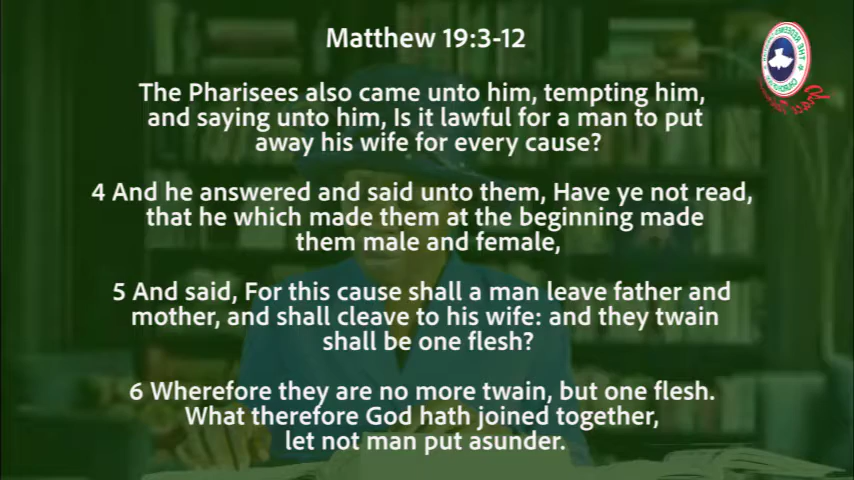 Matthew 19:3-12
The Pharisees also came unto him, tempting him,
and saying unto him, Is it lawful for a man to put
away his wife for every cause?
4 And he answered and said unto them, Have ye not read,
that he which made them at the beginning made
them male and female,
5 And said, For this cause shall a man leave father and
mother, and shall cleave to his wife: and they twain
shall be one flesh?
6 Wherefore they are no more twain, but one flesh.
What therefore God hath joined together,
let not man put asunder.